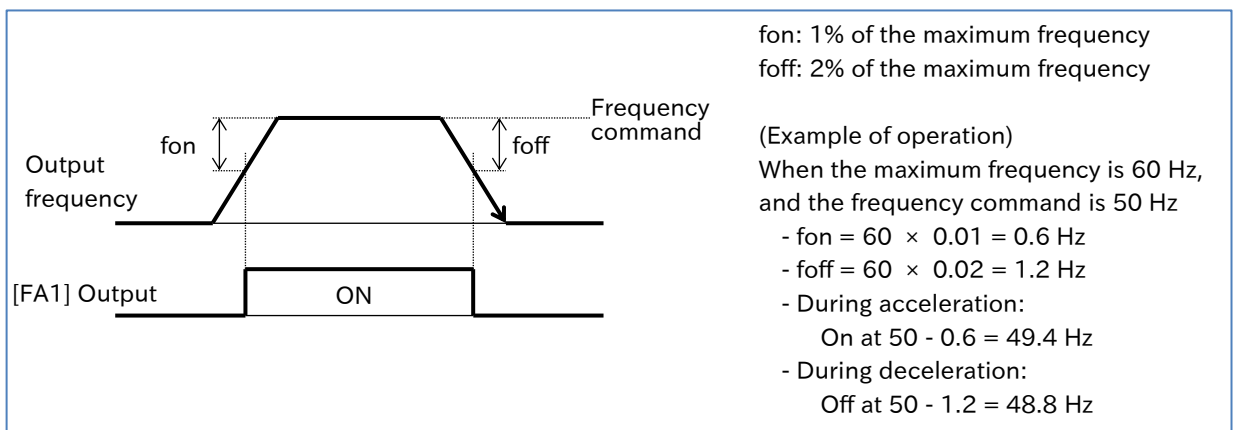 fon: 1% of the maximum frequency
foff: 2% of the maximum frequency
Frequency
command
fon
foff
Output
frequency
[FA1] Output
ON
(Example of operation)
When the maximum frequency is 60 Hz,
and the frequency command is 50 Hz
- fon = 60 × 0.01 = 0.6 Hz
- foff = 60 × 0.02 = 1.2 Hz
- During acceleration:
On at 50 - 0.6 = 49.4 Hz
- During deceleration:
Off at 50 - 1.2 = 48.8 Hz